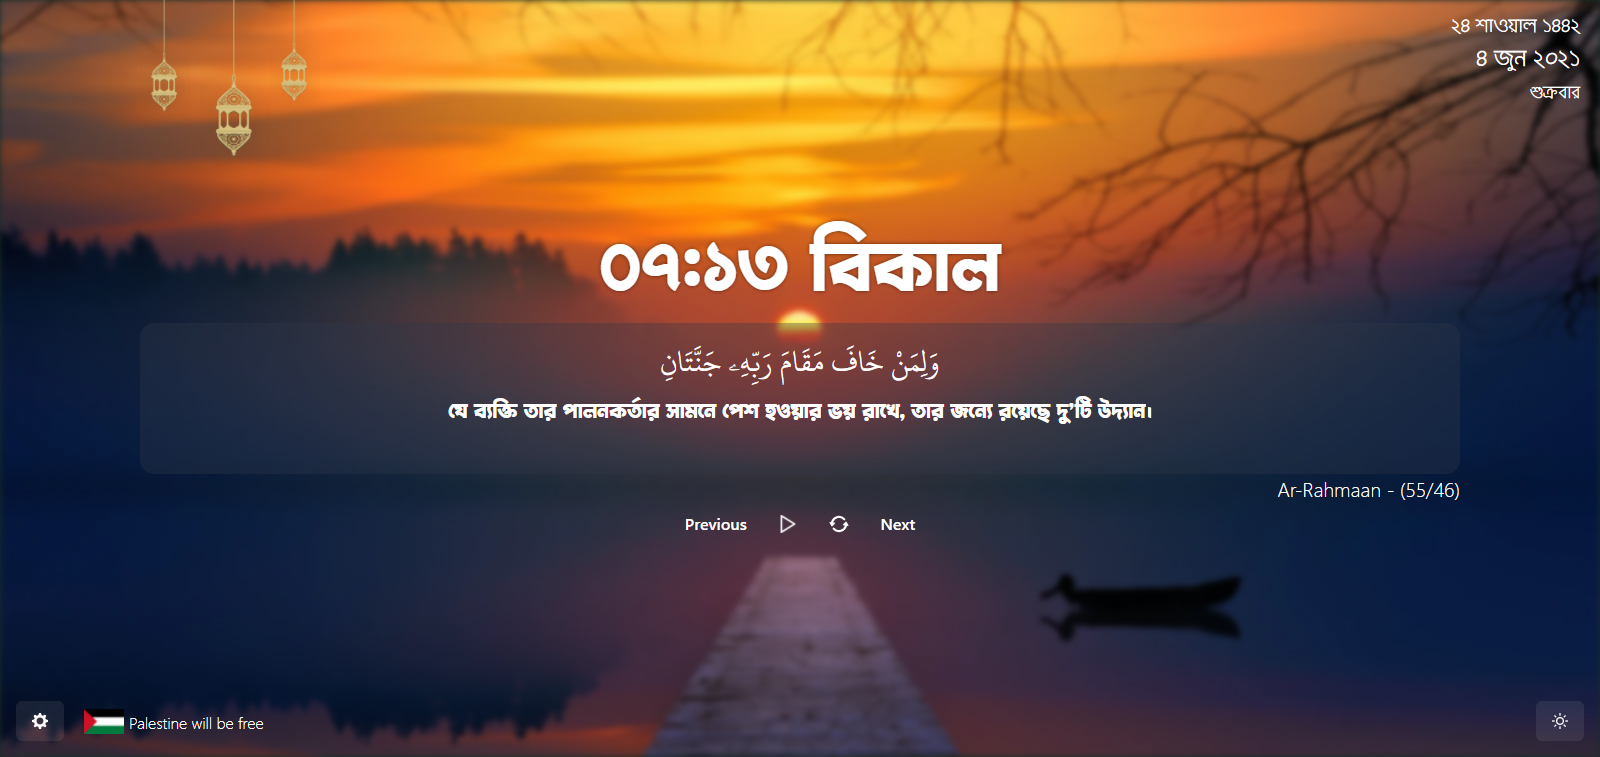 ২৪ শাওয়াল ১৪৪২
৪ জুন ২০২১
শুক্রবার
০৭:১৩ বিকাল
وَلِمَنْ خَافَ مَقَامَ رَبِّهِۦ جَنَّتَانِ
যে ব্যক্তি তার পালনকর্তার সামনে পেশ হওয়ার ভয় রাখে, তার জন্যে রয়েছে দু’টি উদ্যান।
Ar-Rahmaan - (55/46)
Previous Next
Palestine will be free